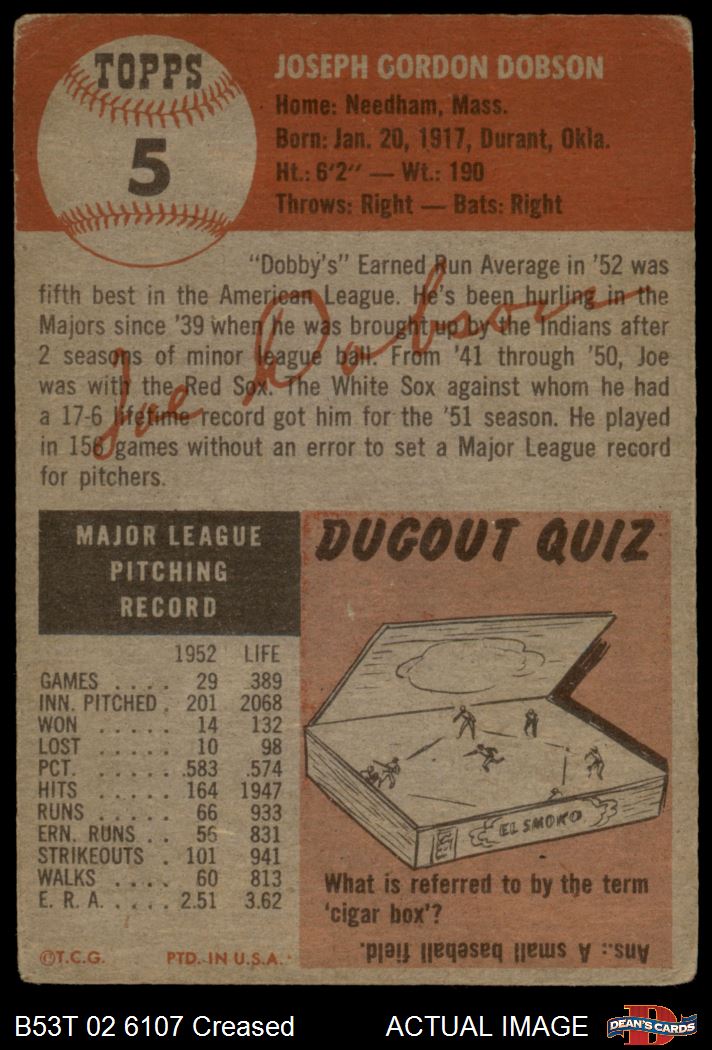 TOPPS
5
JOSEPH GORDON DOBSON
Home: Needham, Mass.
Born: Jan. 20, 1917, Durant, Okla.
Ht.: 6'2" — Wt.: 190
Throws: Right — Bats: Right
"Dobby's" Earned Run Average in '52 was
fifth best in the American League. He's been hurling in the
Majors since '39 when he was brought up by the Indians after
2 seasons of minor league ball. From '41 through '50, Joe
was with the Red Sox. The White Sox against whom he had
a 17-6 lifetime record got him for the '51 season. He played
in 156 games without an error to set a Major League record
for pitchers.
Joe Dobson
MAJOR LEAGUE
PITCHING
RECORD
1952 LIFE
GAMES . . . . 29 389
INN. PITCHED . 201 2068
WON . . . . . 14 132
LOST . . . . . 10 98
PCT. . . . . . .583 .574
HITS . . . . . 164 1947
RUNS . . . . . 66 933
ERN. RUNS . . 56 831
STRIKEOUTS . 101 941
WALKS . . . . 60 813
E. R. A. . . . . 2.51 3.62
©T.C.G. PTD. IN U.S.A.
DUGOUT QUIZ
EL SMOKO
What is referred to by the term
'cigar box'?
Ans.: A small baseball field.
B53T 02 6107 Creased
ACTUAL IMAGE
D
DEAN'S CARDS